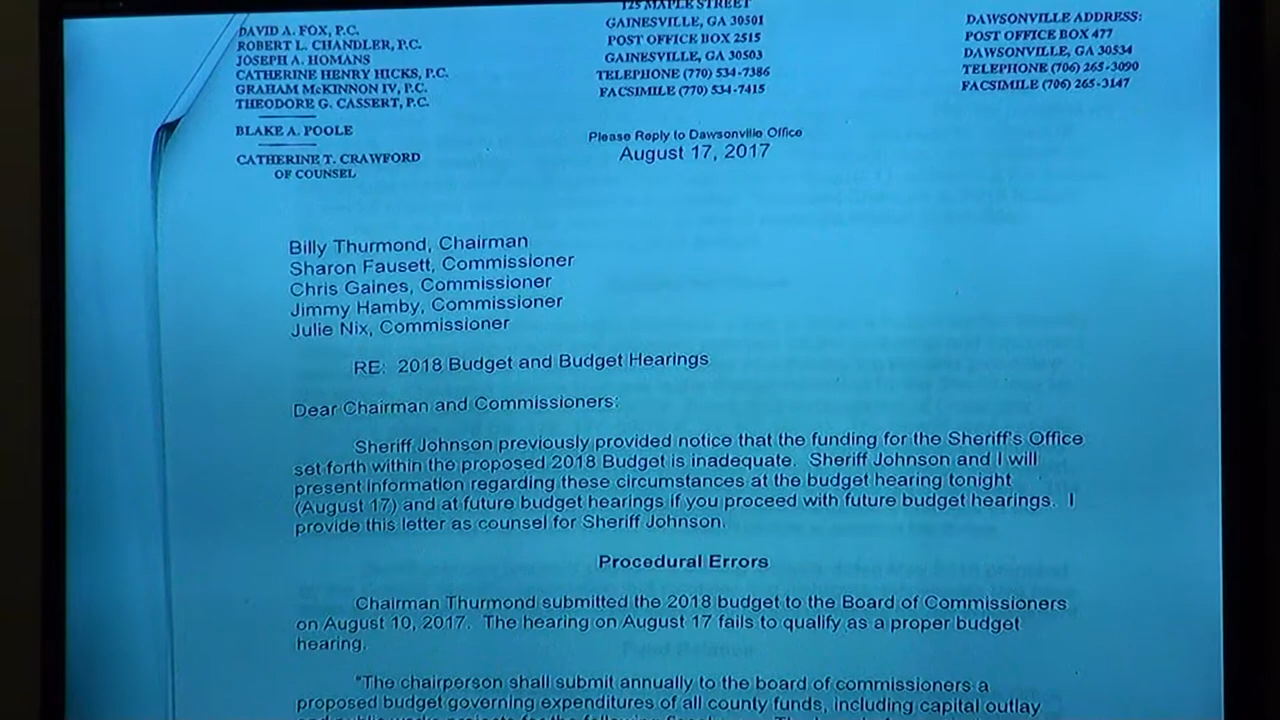 DAVID A. FOX, P.C.
ROBERT L. CHANDLER, P.C.
JOSEPH A. HOMANS
CATHERINE HENRY HICKS, P.C.
GRAHAM McKINNON IV, P.C.
THEODORE G. CASSERT, P.C.
BLAKE A. POOLE
CATHERINE T. CRAWFORD
OF COUNSEL
125 MAPLE STREET
GAINESVILLE, GA 30501
POST OFFICE BOX 2515
GAINESVILLE, GA 30503
TELEPHONE (770) 534-7386
FACSIMILE (770) 534-7415
DAWSONVILLE ADDRESS:
POST OFFICE BOX 477
DAWSONVILLE, GA 30534
TELEPHONE (706) 265-3090
FACSIMILE (706) 265-3147
Please Reply to Dawsonville Office
August 17, 2017
Billy Thurmond, Chairman
Sharon Fausett, Commissioner
Chris Gaines, Commissioner
Jimmy Hamby, Commissioner
Julie Nix, Commissioner
RE: 2018 Budget and Budget Hearings
Dear Chairman and Commissioners:
Sheriff Johnson previously provided notice that the funding for the Sheriff's Office
set forth within the proposed 2018 Budget is inadequate. Sheriff Johnson and I will
present information regarding these circumstances at the budget hearing tonight
(August 17) and at future budget hearings if you proceed with future budget hearings. I
provide this letter as counsel for Sheriff Johnson.
Procedural Errors
Chairman Thurmond submitted the 2018 budget to the Board of Commissioners
on August 10, 2017. The hearing on August 17 fails to qualify as a proper budget
hearing.
"The chairperson shall submit annually to the board of commissioners a
proposed budget governing expenditures of all county funds, including capital outlay